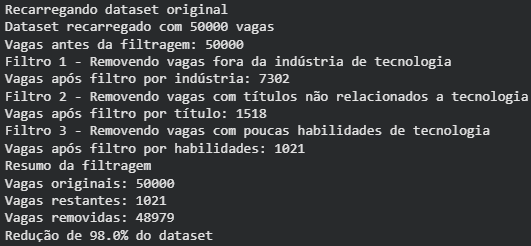 Recarregando dataset original
Dataset recarregado com 50000 vagas
Vagas antes da filtragem: 50000
Filtro 1 - Removendo vagas fora da indústria de tecnologia
Vagas após filtro por indústria: 7302
Filtro 2 - Removendo vagas com títulos não relacionados a tecnologia
Vagas após filtro por título: 1518
Filtro 3 - Removendo vagas com poucas habilidades de tecnologia
Vagas após filtro por habilidades: 1021
Resumo da filtragem
Vagas originais: 50000
Vagas restantes: 1021
Vagas removidas: 48979
Redução de 98.0% do dataset